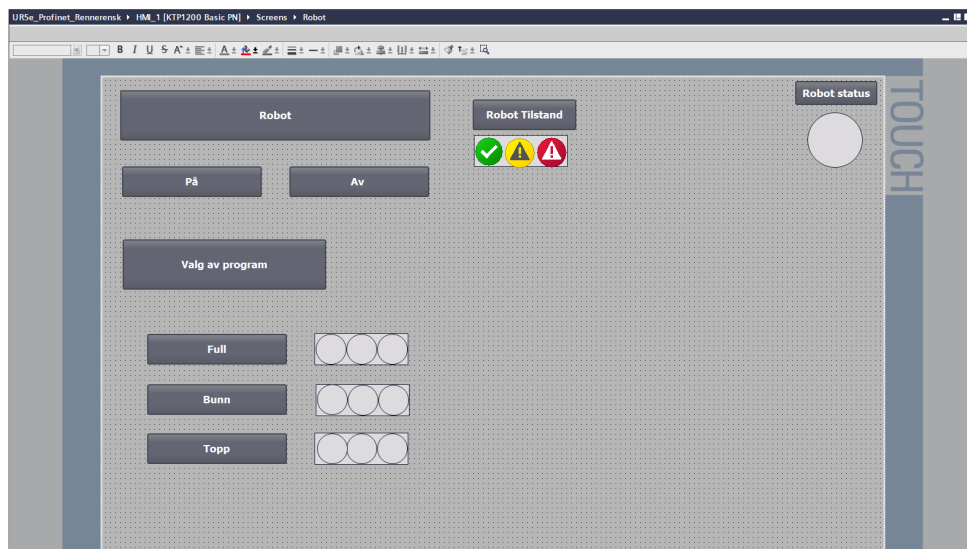 UR5e_Profinet_Rennerensk ▸ HMI_1 [KTP1200 Basic PN] ▸ Screens ▸ Robot
B I U S A
Robot
Robot Tilstand
Robot status
TOUCH
På
Av
Valg av program
Full
Bunn
Topp